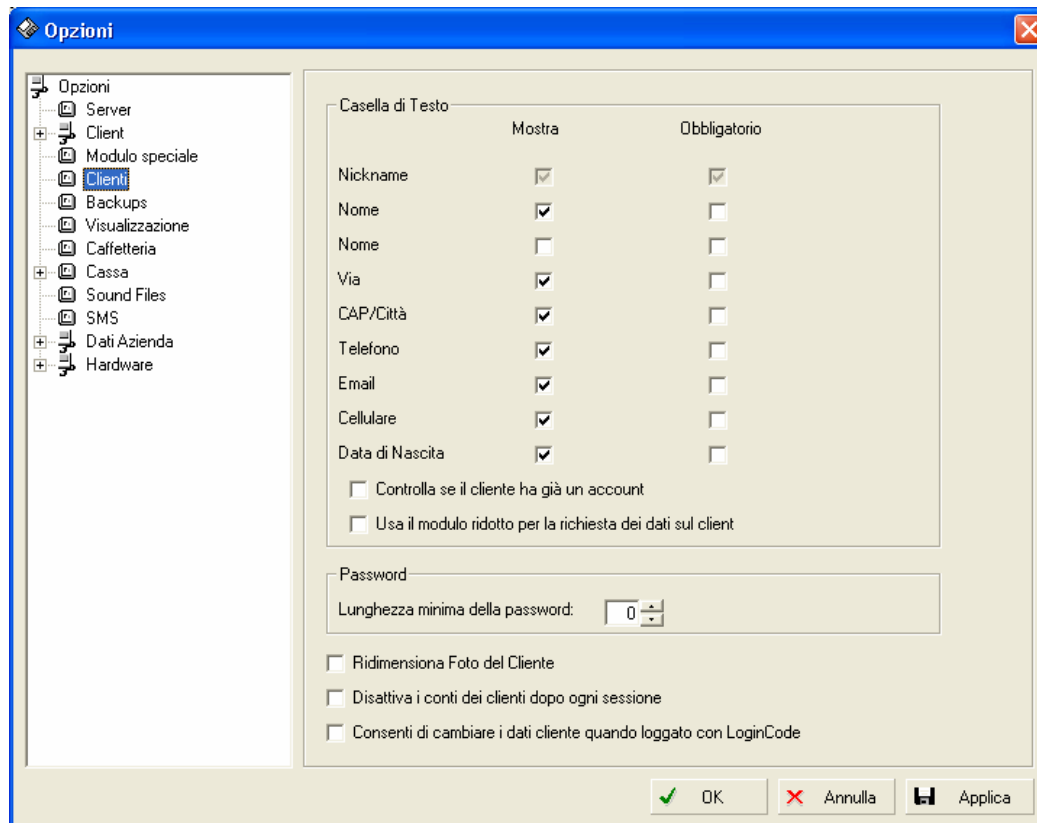 Opzioni
Opzioni
Server
Client
Modulo speciale
Clienti
Backups
Visualizzazione
Caffetteria
Cassa
Sound Files
SMS
Dati Azienda
Hardware
Casella di Testo
Mostra Obbligatorio
Nickname
Nome
Nome
Via
CAP/Città
Telefono
Email
Cellulare
Data di Nascita
Controlla se il cliente ha già un account
Usa il modulo ridotto per la richiesta dei dati sul client
Password
Lunghezza minima della password: 0
Ridimensiona Foto del Cliente
Disattiva i conti dei clienti dopo ogni sessione
Consenti di cambiare i dati cliente quando loggato con LoginCode
OK Annulla Applica